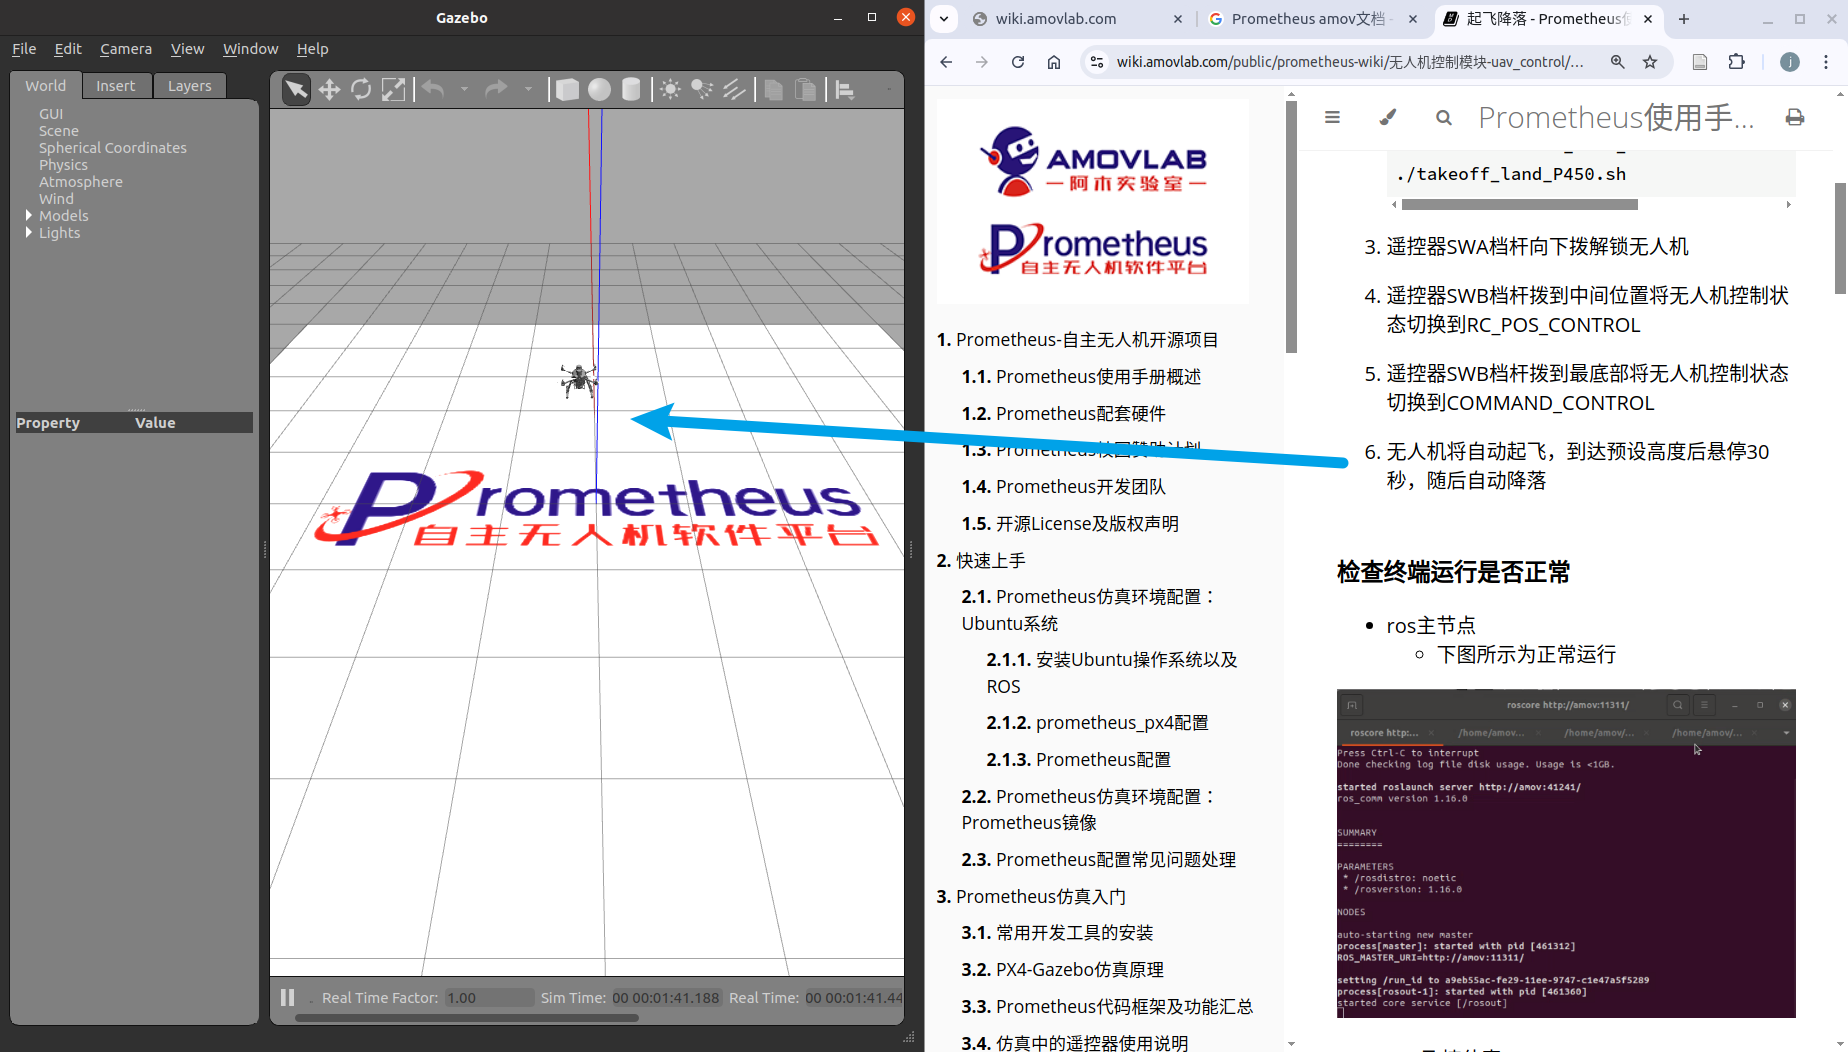 Gazebo
File Edit Camera View Window Help
World Insert Layers
GUI
Scene
Spherical Coordinates
Physics
Atmosphere
Wind
Models
Lights
Property Value
Prometheus
自主无人机软件平台
Real Time Factor: 1.00 Sim Time: 00 00:01:41.188 Real Time: 00 00:01:41.44
wiki.amovlab.com
Prometheus amov文档 -
起飞降落 - Prometheus使
wiki.amovlab.com/public/prometheus-wiki/无人机控制模块-uav_control/...
j
AMOVLAB
阿木实验室
Prometheus
自主无人机软件平台
1. Prometheus-自主无人机开源项目
1.1. Prometheus使用手册概述
1.2. Prometheus配套硬件
1.3. Prometheus校园赞助计划
1.4. Prometheus开发团队
1.5. 开源License及版权声明
2. 快速上手
2.1. Prometheus仿真环境配置：
Ubuntu系统
2.1.1. 安装Ubuntu操作系统以及
ROS
2.1.2. prometheus_px4配置
2.1.3. Prometheus配置
2.2. Prometheus仿真环境配置：
Prometheus镜像
2.3. Prometheus配置常见问题处理
3. Prometheus仿真入门
3.1. 常用开发工具的安装
3.2. PX4-Gazebo仿真原理
3.3. Prometheus代码框架及功能汇总
3.4. 仿真中的遥控器使用说明
Prometheus使用手...
./takeoff_land_P450.sh
3. 遥控器SWA档杆向下拨解锁无人机
4. 遥控器SWB档杆拨到中间位置将无人机控制状
态切换到RC_POS_CONTROL
5. 遥控器SWB档杆拨到最底部将无人机控制状态
切换到COMMAND_CONTROL
6. 无人机将自动起飞，到达预设高度后悬停30
秒，随后自动降落
检查终端运行是否正常
ros主节点
下图所示为正常运行
roscore http://amov:11311/
roscore http:... /home/amov... /home/amov/... /home/amov/...
Press Ctrl-C to interrupt
Done checking log file disk usage. Usage is <1GB.
started roslaunch server http://amov:41241/
ros_comm version 1.16.0
SUMMARY
========
PARAMETERS
* /rosdistro: noetic
* /rosversion: 1.16.0
NODES
auto-starting new master
process[master]: started with pid [461312]
ROS_MASTER_URI=http://amov:11311/
setting /run_id to a9eb55ac-fe29-11ee-9747-c1e47a5f5289
process[rosout-1]: started with pid [461360]
started core service [/rosout]